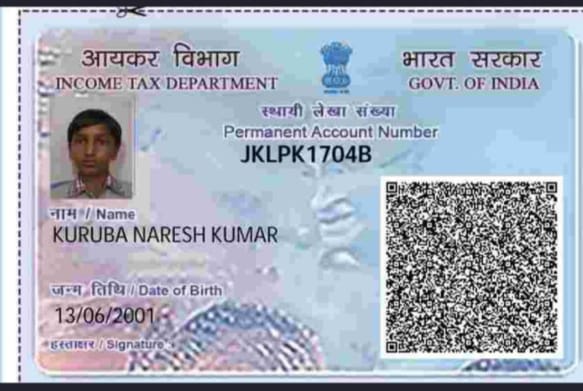 आयकर विभाग
INCOME TAX DEPARTMENT
भारत सरकार
GOVT. OF INDIA
स्थायी लेखा संख्या
Permanent Account Number
JKLPK1704B
नाम / Name
KURUBA NARESH KUMAR
जन्म तिथि / Date of Birth
13/06/2001
हस्ताक्षर / Signature